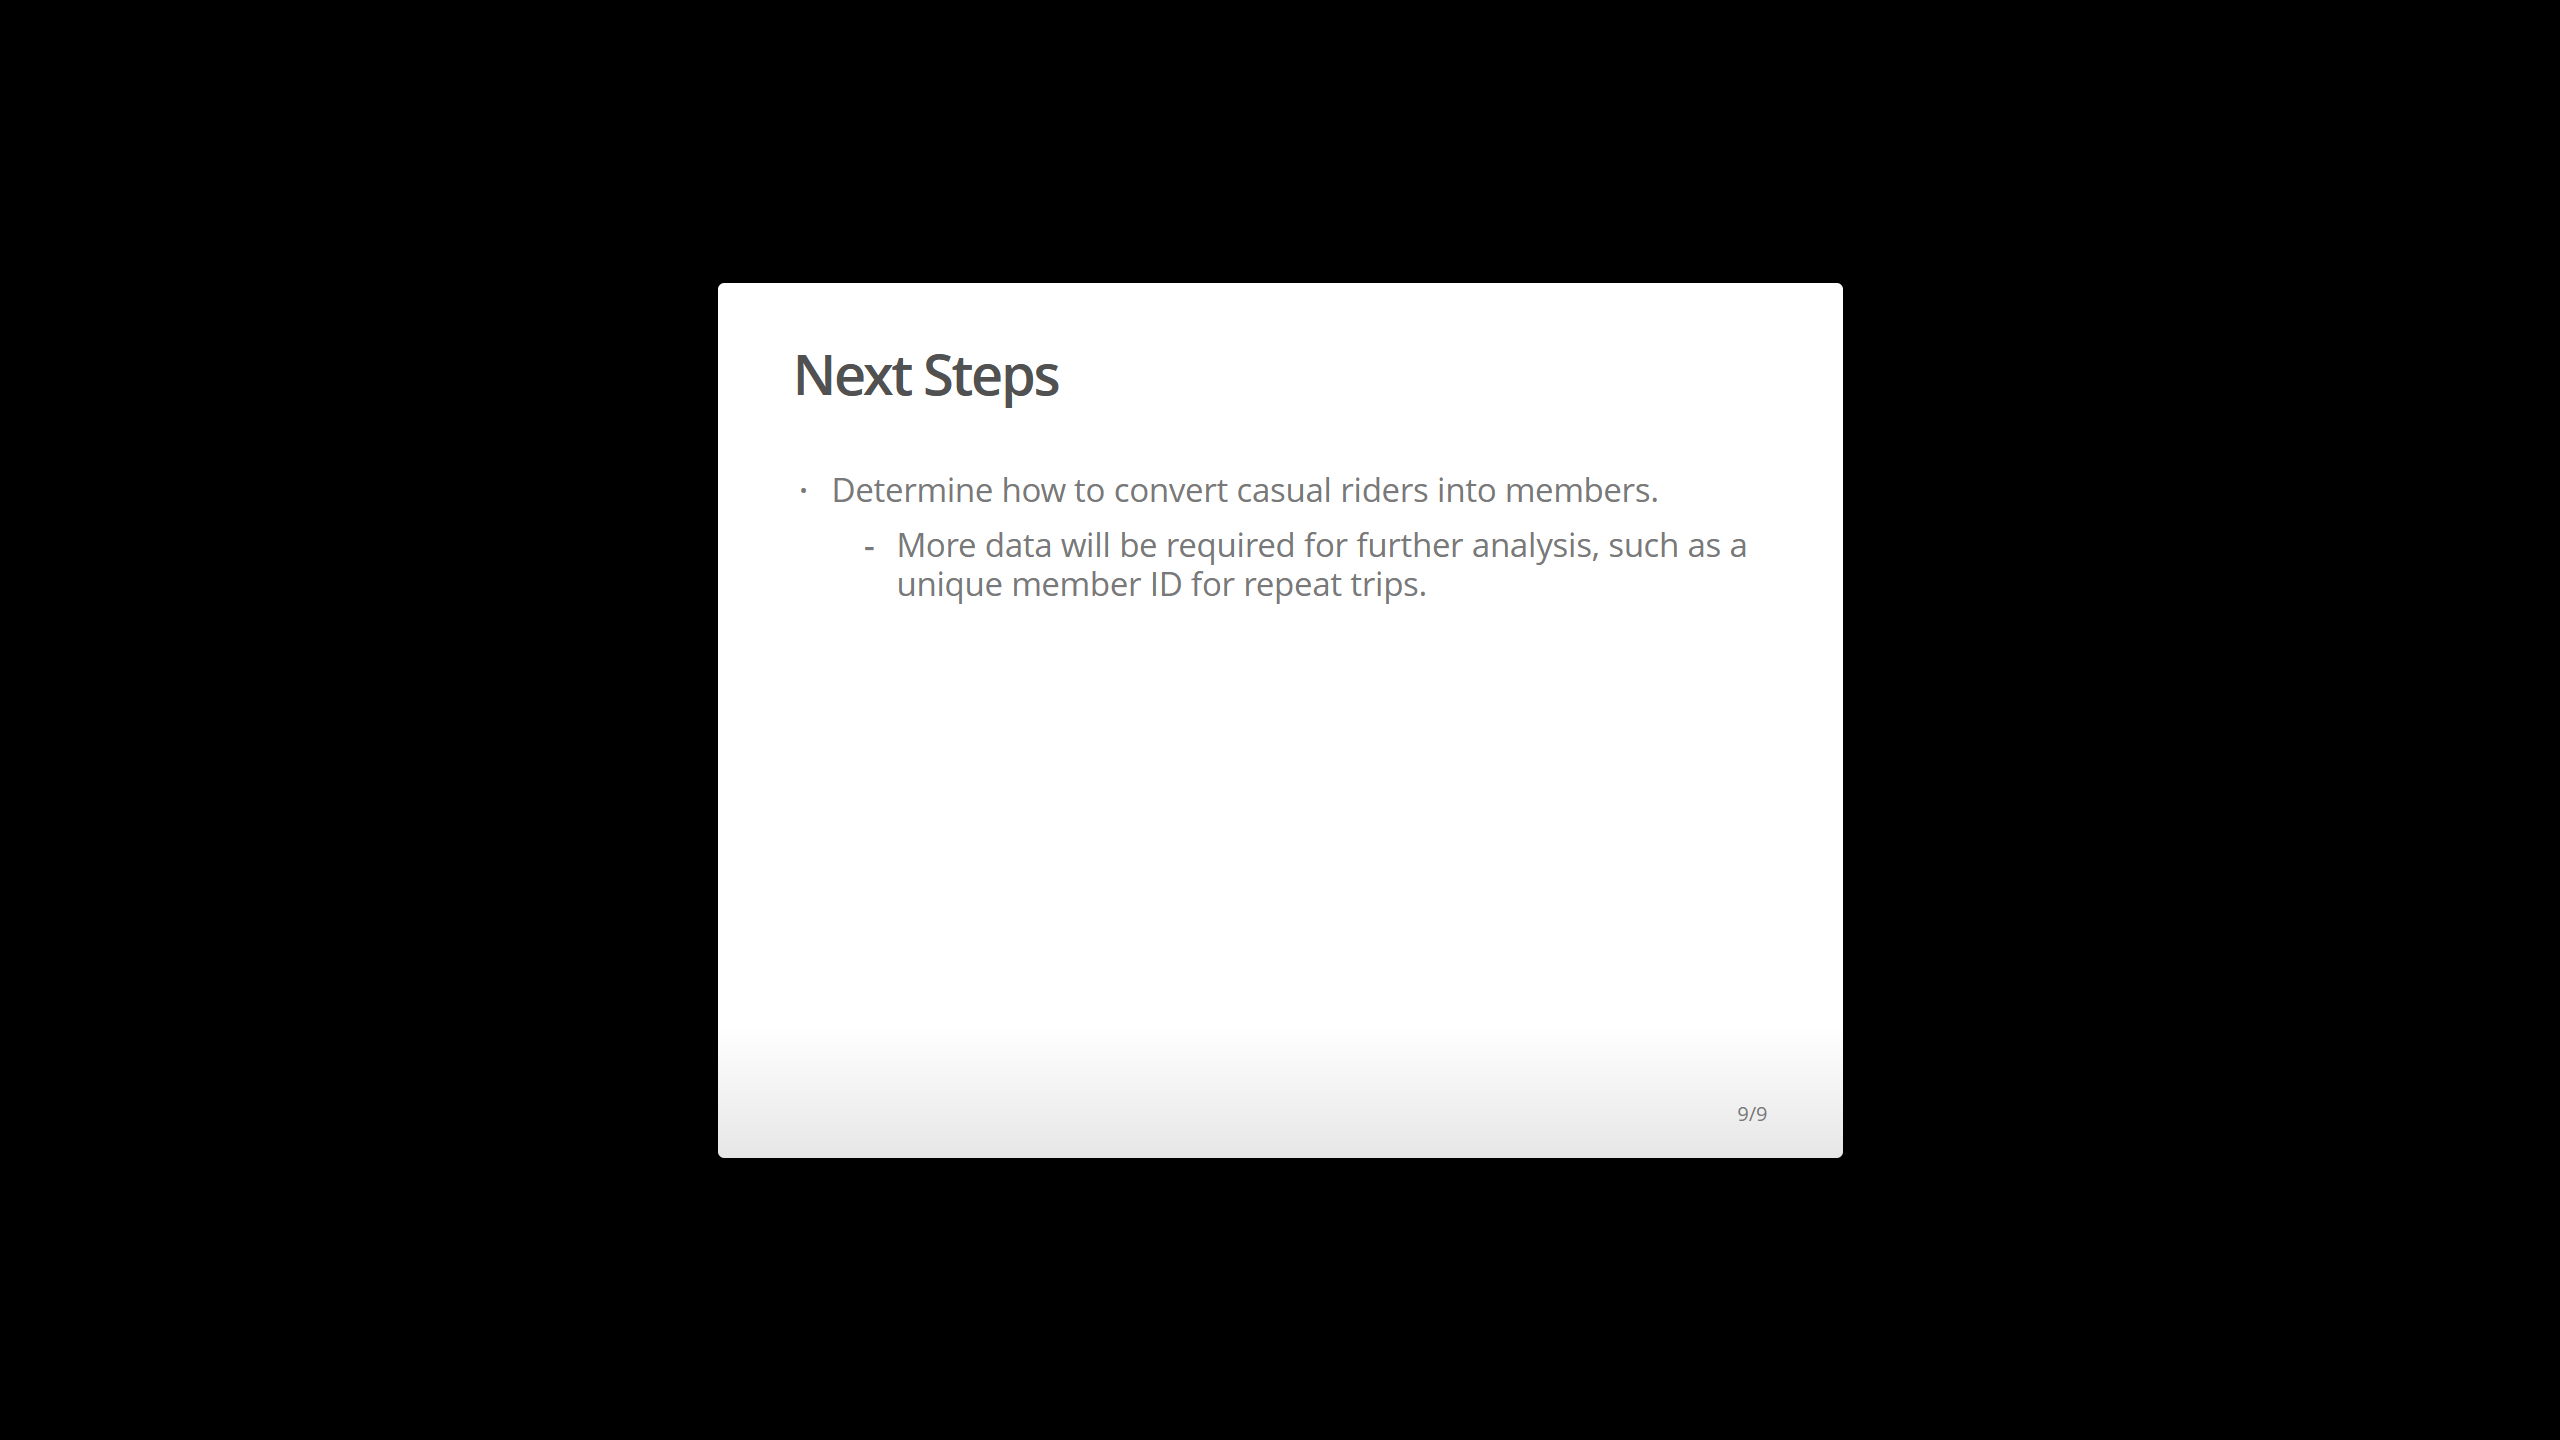 Next Steps
· Determine how to convert casual riders into members.
- More data will be required for further analysis, such as a
unique member ID for repeat trips.
9/9